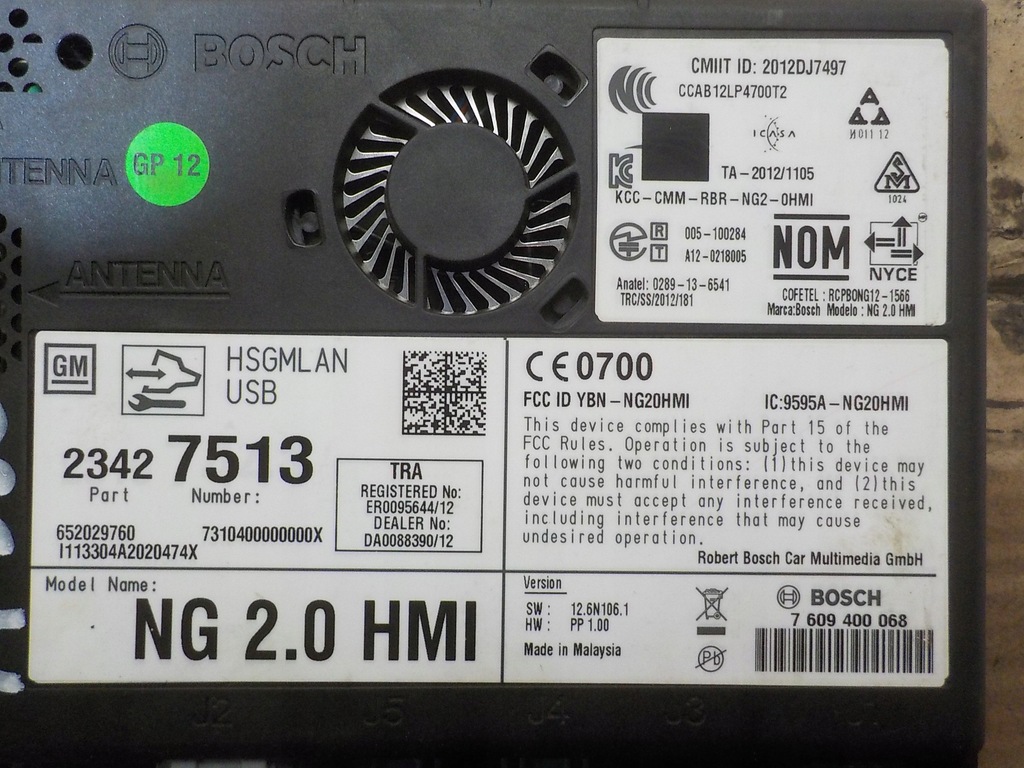 BOSCH
ANTENNA
GP 12
ANTENNA
CMIIT ID: 2012DJ7497
CCAB12LP4700T2
ICASA
И011 12
TA-2012/1105
1024
KCC-CMM-RBR-NG2-0HMI
R 005-100284
T A12-0218005
NOM
NYCE
Anatel: 0289-13-6541
TRC/SS/2012/181
COFETEL : RCPBONG12-1566
Marca:Bosch Modelo : NG 2.0 HMI
GM
HSGMLAN
USB
2342 7513
Part Number:
TRA
REGISTERED No:
ER0095644/12
DEALER No:
DA0088390/12
652029760 7310400000000X
I113304A2020474X
Model Name:
NG 2.0 HMI
CE0700
FCC ID YBN-NG20HMI IC:9595A-NG20HMI
This device complies with Part 15 of the
FCC Rules. Operation is subject to the
following two conditions: (1)this device may
not cause harmful interference, and (2)this
device must accept any interference received,
including interference that may cause
undesired operation.
Robert Bosch Car Multimedia GmbH
Version
SW : 12.6N106.1
HW : PP 1.00
Made in Malaysia
Pb
BOSCH
7 609 400 068
J2 J5 J4 J3 J1